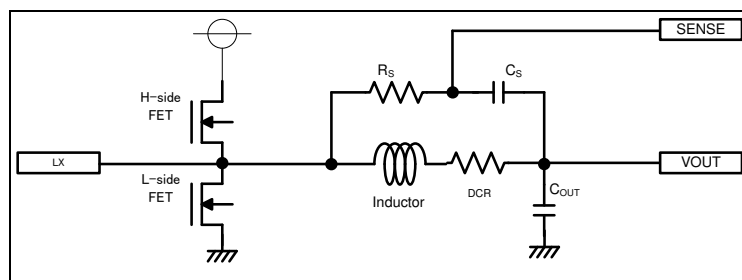 SENSE
RS
CS
H-side
FET
LX
VOUT
L-side
FET
Inductor
DCR
COUT